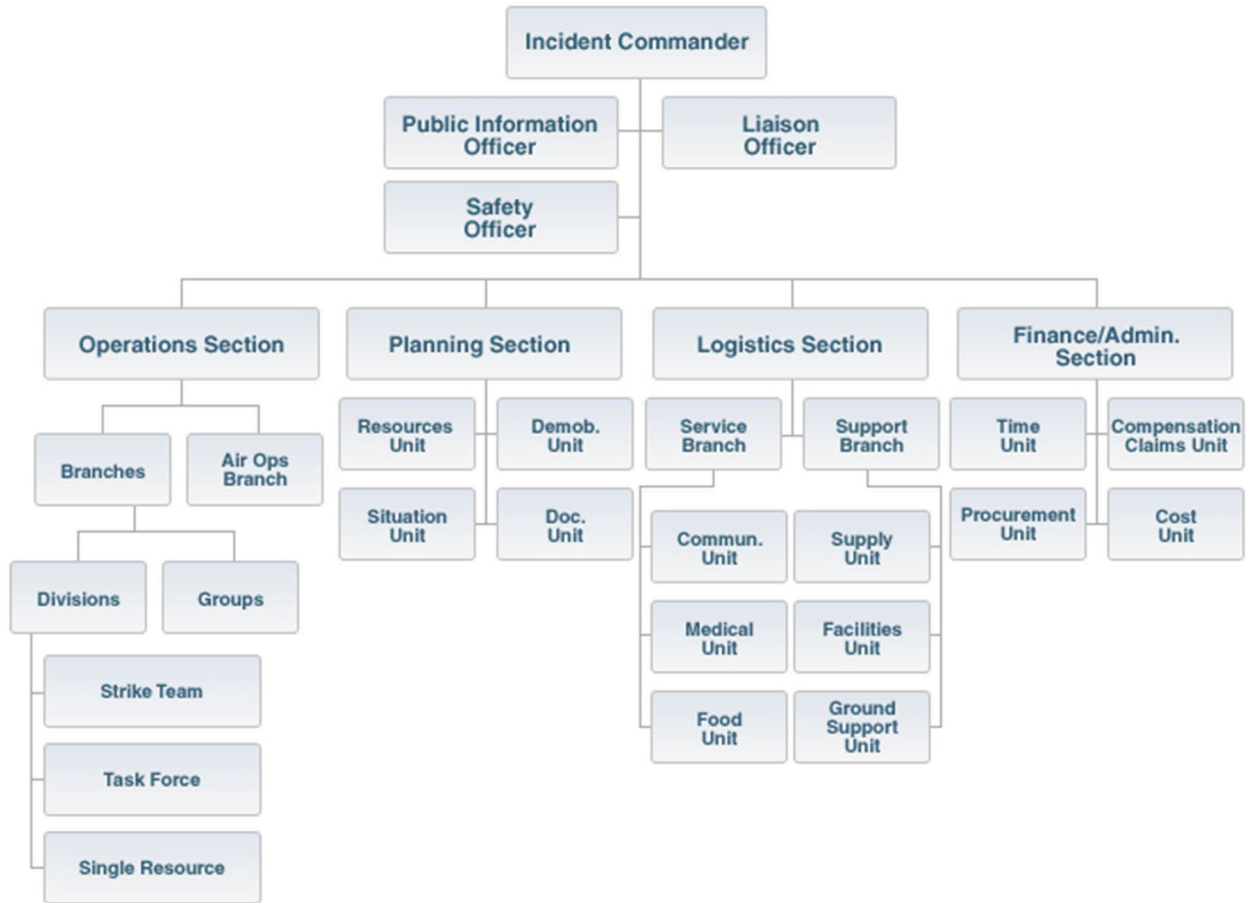 Incident Commander
Public Information
Officer
Liaison
Officer
Safety
Officer
Operations Section
Planning Section
Logistics Section
Finance/Admin.
Section
Branches
Air Ops
Branch
Resources
Unit
Demob.
Unit
Service
Branch
Support
Branch
Time
Unit
Compensation
Claims Unit
Situation
Unit
Doc.
Unit
Procurement
Unit
Cost
Unit
Commun.
Unit
Supply
Unit
Divisions
Groups
Medical
Unit
Facilities
Unit
Strike Team
Food
Unit
Ground
Support
Unit
Task Force
Single Resource